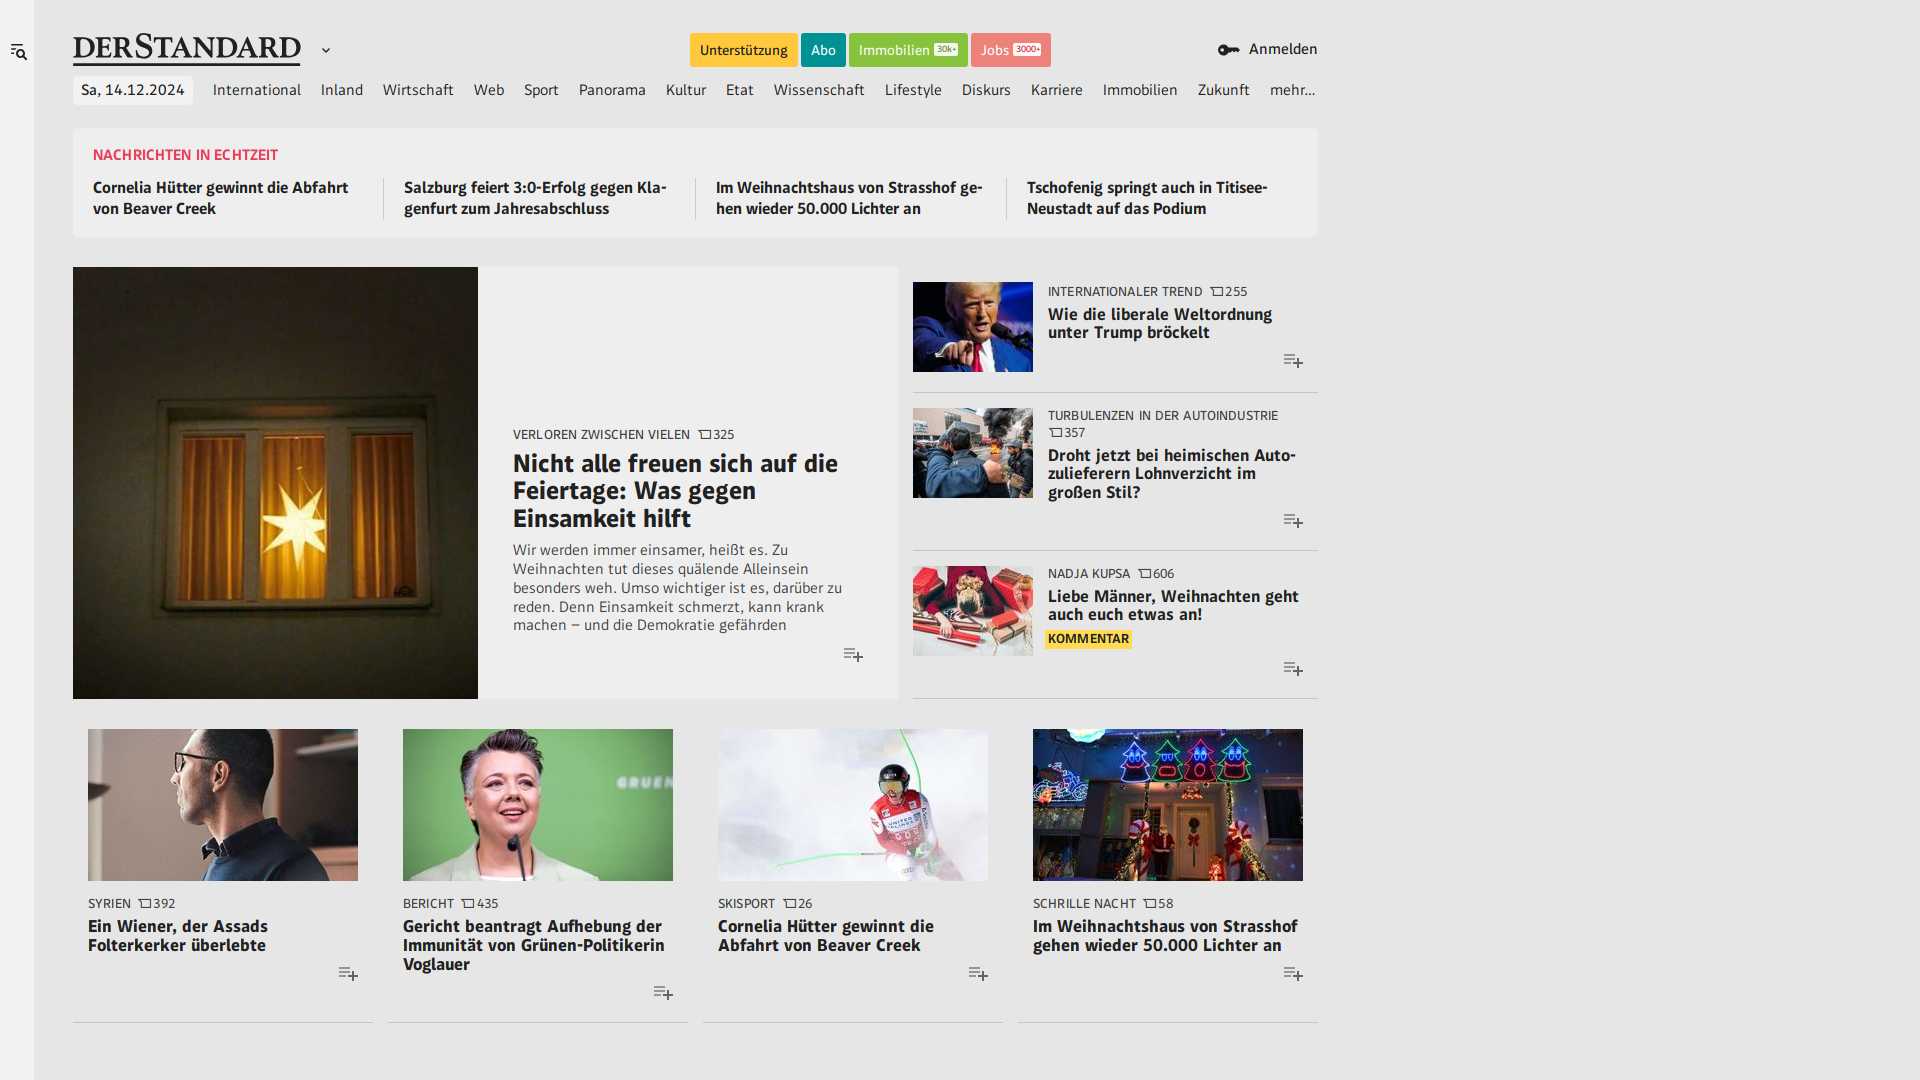 DERSTANDARD
Unterstützung
Abo
Immobilien 30k+
Jobs 3000+
Anmelden
Sa, 14.12.2024
International
Inland
Wirtschaft
Web
Sport
Panorama
Kultur
Etat
Wissenschaft
Lifestyle
Diskurs
Karriere
Immobilien
Zukunft
mehr...
NACHRICHTEN IN ECHTZEIT
Cornelia Hütter gewinnt die Abfahrt
von Beaver Creek
Salzburg feiert 3:0-Erfolg gegen Kla-
genfurt zum Jahresabschluss
Im Weihnachtshaus von Strasshof ge-
hen wieder 50.000 Lichter an
Tschofenig springt auch in Titisee-
Neustadt auf das Podium
VERLOREN ZWISCHEN VIELEN 325
Nicht alle freuen sich auf die
Feiertage: Was gegen
Einsamkeit hilft
Wir werden immer einsamer, heißt es. Zu
Weihnachten tut dieses quälende Alleinsein
besonders weh. Umso wichtiger ist es, darüber zu
reden. Denn Einsamkeit schmerzt, kann krank
machen – und die Demokratie gefährden
INTERNATIONALER TREND 255
Wie die liberale Weltordnung
unter Trump bröckelt
TURBULENZEN IN DER AUTOINDUSTRIE
357
Droht jetzt bei heimischen Auto-
zulieferern Lohnverzicht im
großen Stil?
NADJA KUPSA 606
Liebe Männer, Weihnachten geht
auch euch etwas an!
KOMMENTAR
SYRIEN 392
Ein Wiener, der Assads
Folterkerker überlebte
GRUEN
BERICHT 435
Gericht beantragt Aufhebung der
Immunität von Grünen-Politikerin
Voglauer
SKISPORT 26
Cornelia Hütter gewinnt die
Abfahrt von Beaver Creek
SCHRILLE NACHT 58
Im Weihnachtshaus von Strasshof
gehen wieder 50.000 Lichter an